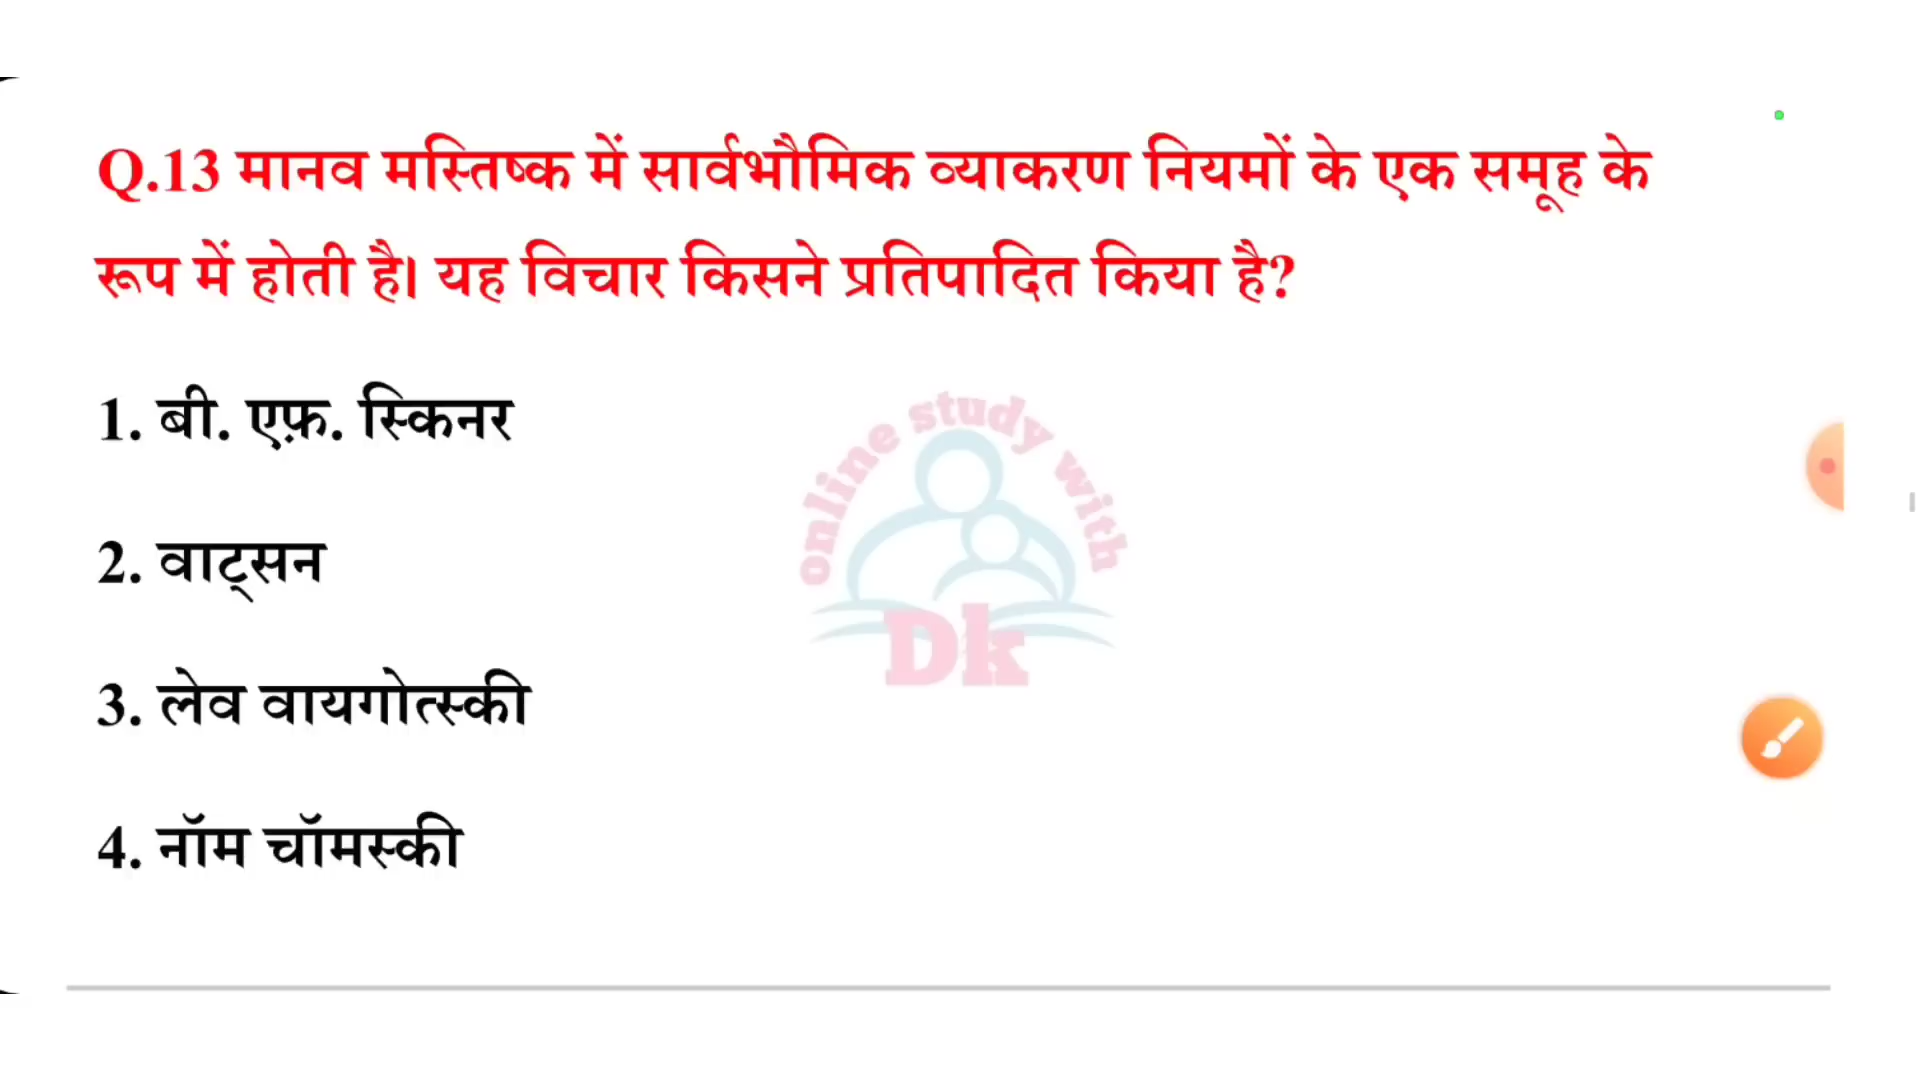 Q.13 मानव मस्तिष्क में सार्वभौमिक व्याकरण नियमों के एक समूह के
रूप में होती है। यह विचार किसने प्रतिपादित किया है?
1. बी. एफ़. स्किनर
2. वाट्सन
3. लेव वायगोत्स्की
4. नॉम चॉमस्की
online study with
Dk